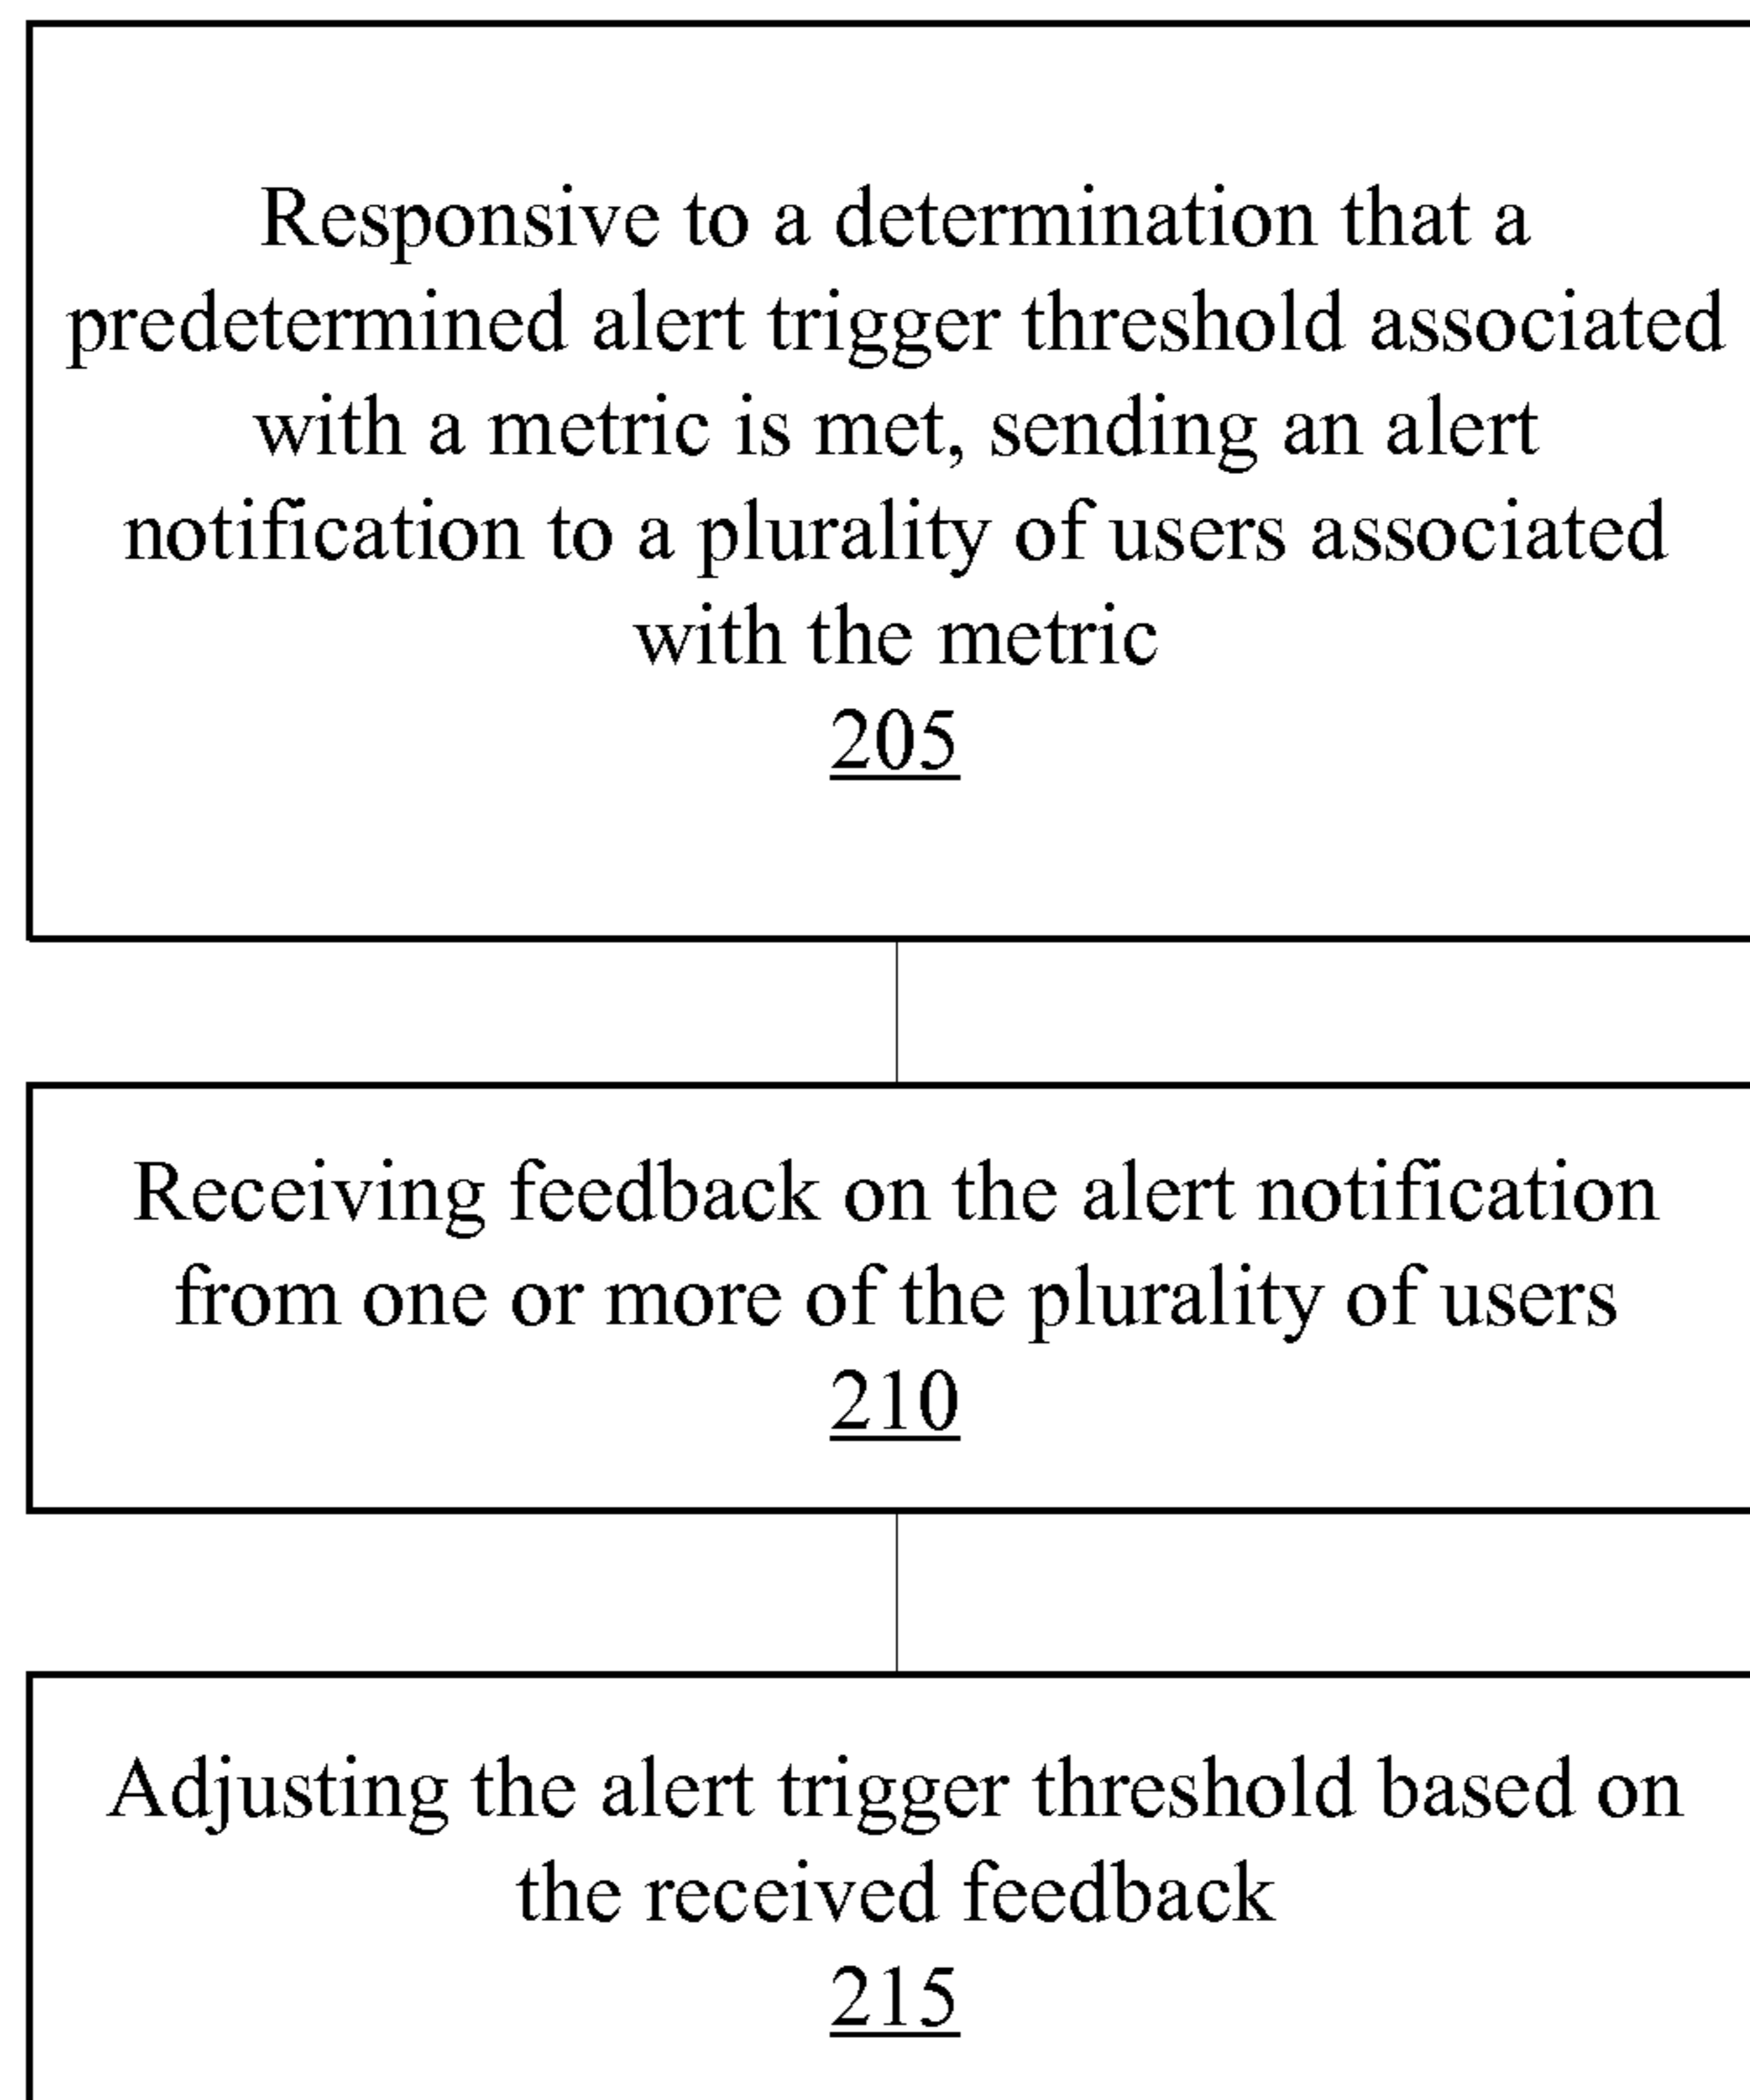 Responsive to a determination that a
predetermined alert trigger threshold associated
with a metric is met, sending an alert
notification to a plurality of users associated
with the metric
205
Receiving feedback on the alert notification
from one or more of the plurality of users
210
Adjusting the alert trigger threshold based on
the received feedback
215